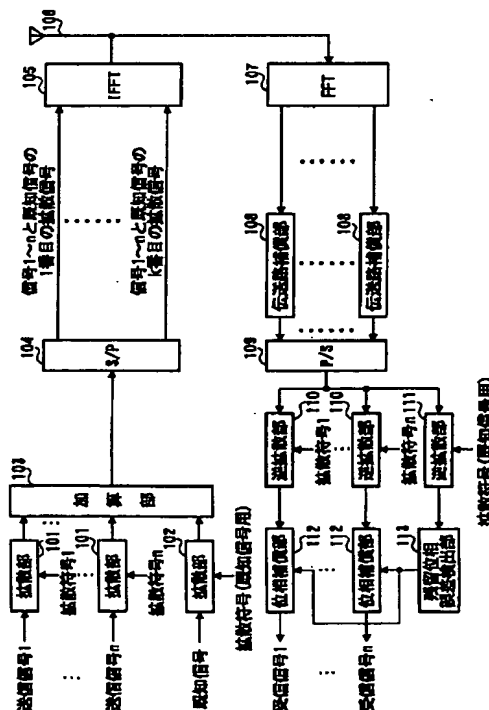 送信信号1
送信信号n
既知信号
拡散部
101
拡散符号1
拡散部
101
拡散符号n
拡散部
102
拡散符号(既知信号用)
加算部
103
S/P
104
信号1〜nと既知信号の
1番目の拡散信号
信号1〜nと既知信号の
k番目の拡散信号
IFFT
105
106
FFT
107
伝送路補償部
108
伝送路補償部
108
P/S
109
逆拡散部
110
拡散符号1
逆拡散部
110
拡散符号n
逆拡散部
111
拡散符号(既知信号用)
位相補償部
112
位相補償部
112
残留位相
誤差検出部
113
受信信号1
受信信号n